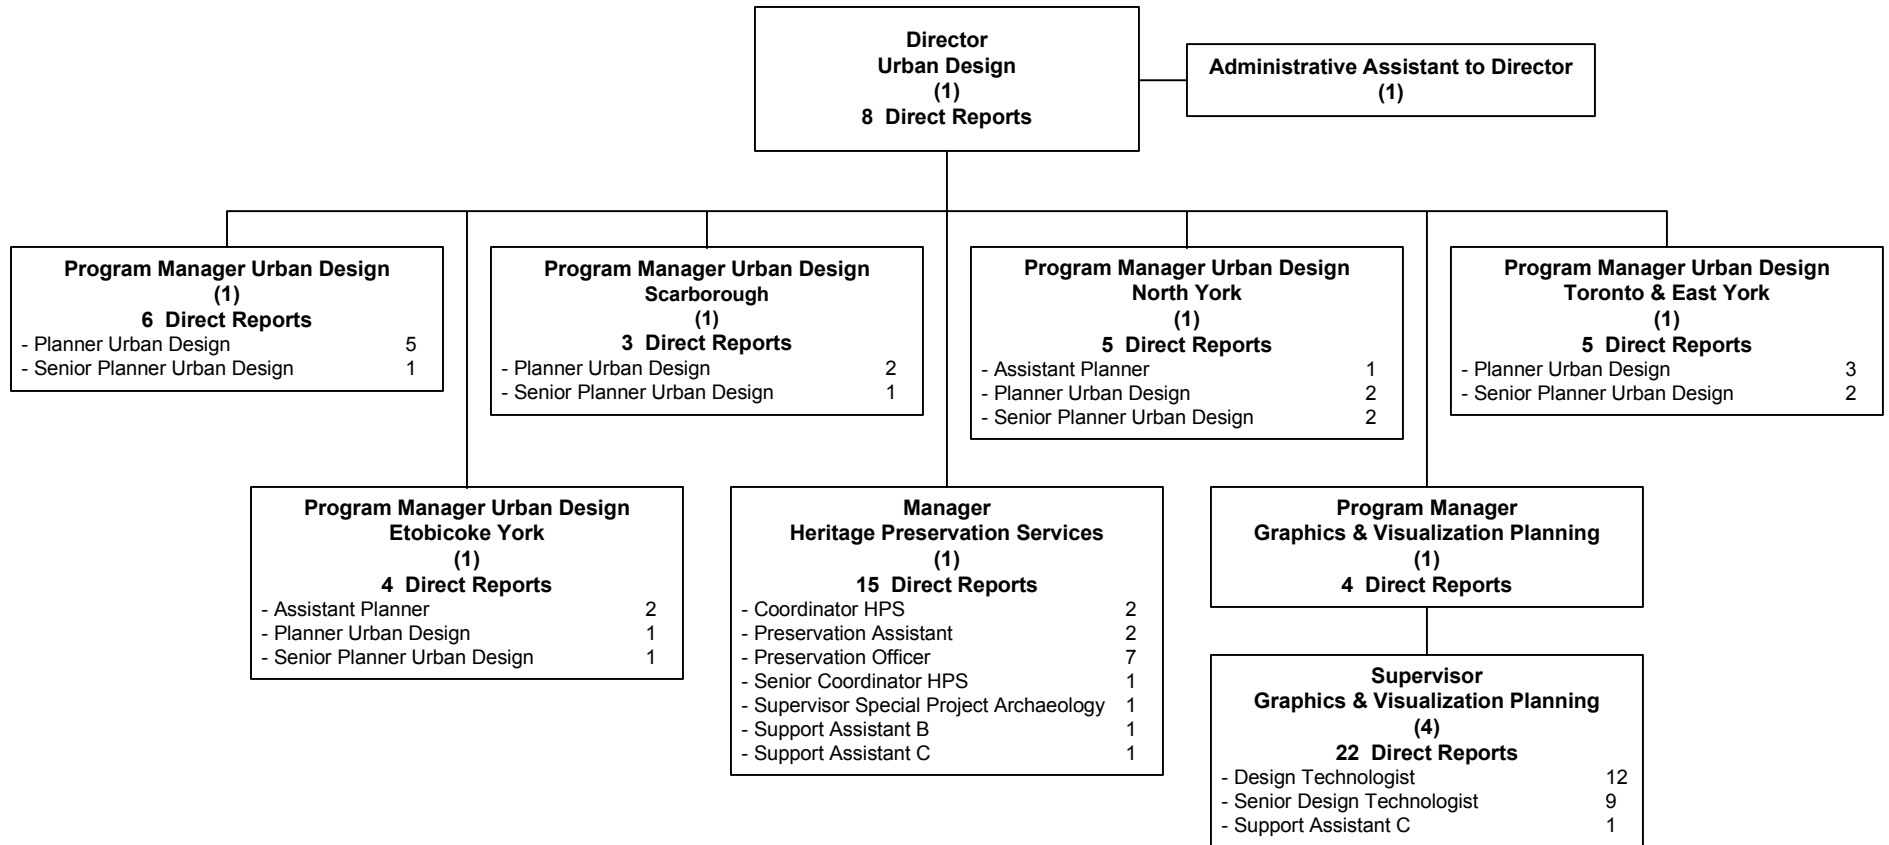 Director
Urban Design
(1)
8 Direct Reports
Administrative Assistant to Director
(1)
Program Manager Urban Design
(1)
6 Direct Reports
- Planner Urban Design 5
- Senior Planner Urban Design 1
Program Manager Urban Design
Scarborough
(1)
3 Direct Reports
- Planner Urban Design 2
- Senior Planner Urban Design 1
Program Manager Urban Design
North York
(1)
5 Direct Reports
- Assistant Planner 1
- Planner Urban Design 2
- Senior Planner Urban Design 2
Program Manager Urban Design
Toronto & East York
(1)
5 Direct Reports
- Planner Urban Design 3
- Senior Planner Urban Design 2
Program Manager Urban Design
Etobicoke York
(1)
4 Direct Reports
- Assistant Planner 2
- Planner Urban Design 1
- Senior Planner Urban Design 1
Manager
Heritage Preservation Services
(1)
15 Direct Reports
- Coordinator HPS 2
- Preservation Assistant 2
- Preservation Officer 7
- Senior Coordinator HPS 1
- Supervisor Special Project Archaeology 1
- Support Assistant B 1
- Support Assistant C 1
Program Manager
Graphics & Visualization Planning
(1)
4 Direct Reports
Supervisor
Graphics & Visualization Planning
(4)
22 Direct Reports
- Design Technologist 12
- Senior Design Technologist 9
- Support Assistant C 1